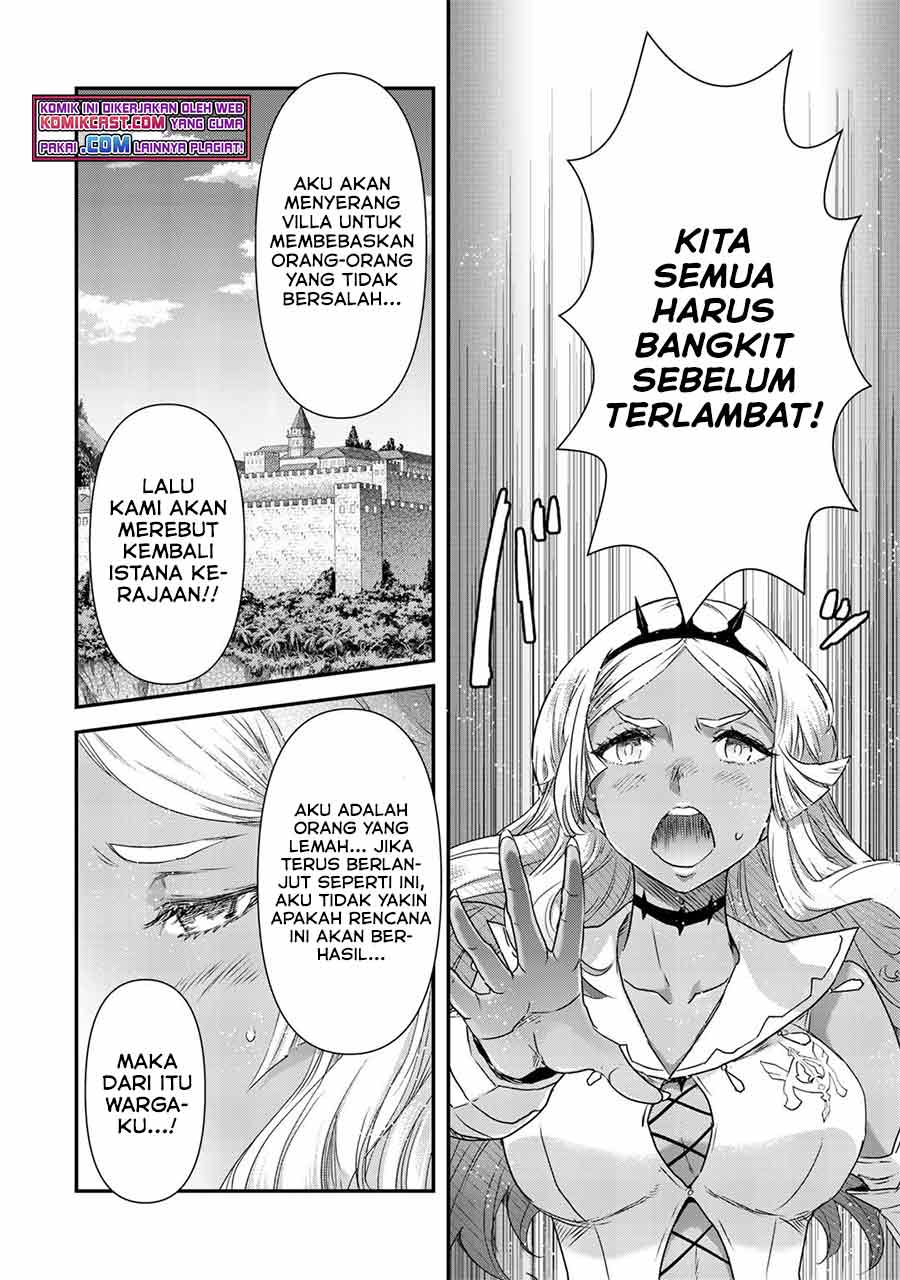 KOMIK INI DIKERJAKAN OLEH WEB
KOMIKCAST.COM YANG CUMA
PAKAI .COM LAINNYA PLAGIAT!
KITA
SEMUA
HARUS
BANGKIT
SEBELUM
TERLAMBAT!
AKU AKAN
MENYERANG
VILLA UNTUK
MEMBEBASKAN
ORANG-ORANG
YANG TIDAK
BERSALAH...
LALU
KAMI AKAN
MEREBUT
KEMBALI
ISTANA KE-
RAJAAN!!
AKU ADALAH
ORANG YANG
LEMAH... JIKA
TERUS BERLAN-
JUT SEPERTI INI,
AKU TIDAK YAKIN
APAKAH RENCANA
INI AKAN BER-
HASIL...
MAKA
DARI ITU
WARGA-
KU...!